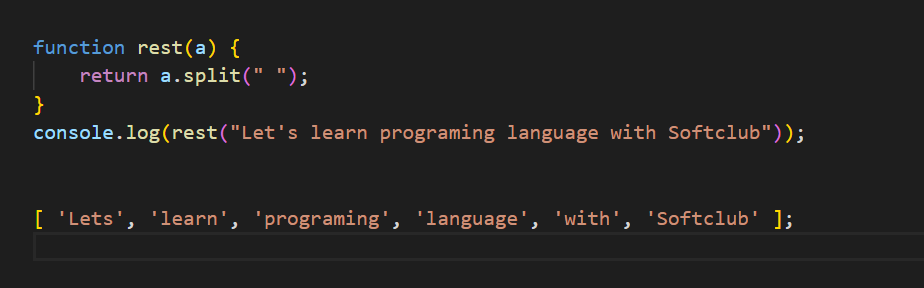 function rest(a) {
    return a.split(" ");
}
console.log(rest("Let's learn programing language with Softclub"));
[ 'Lets', 'learn', 'programing', 'language', 'with', 'Softclub' ];